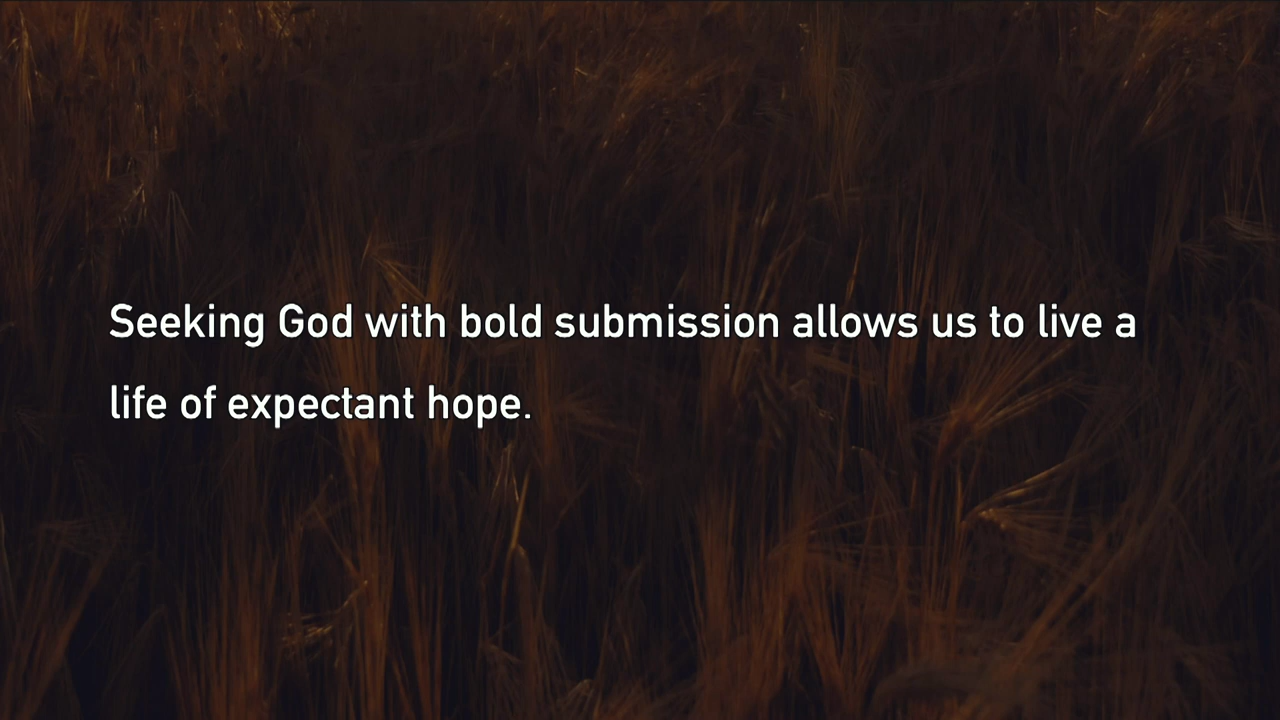 Seeking God with bold submission allows us to live a
life of expectant hope.